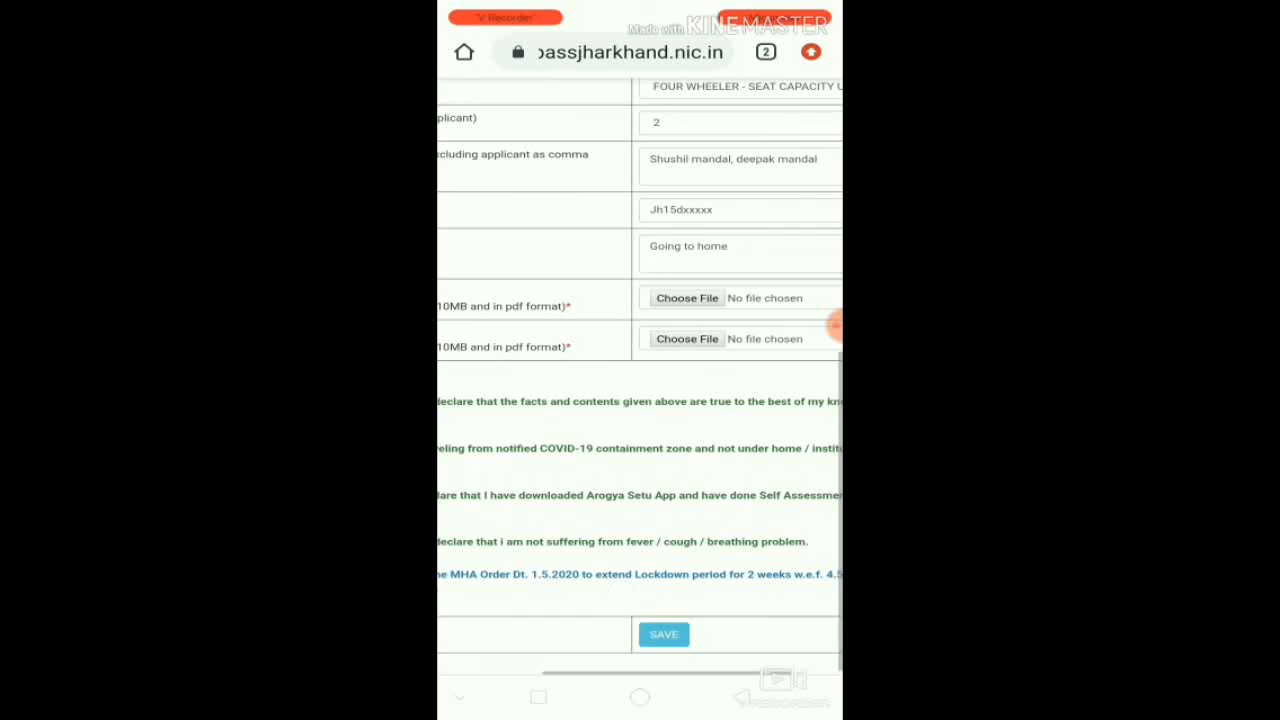 "V Recorder"
Made with KINEMASTER
passjharkhand.nic.in
2
FOUR WHEELER - SEAT CAPACITY U
plicant)
2
cluding applicant as comma
Shushil mandal, deepak mandal
Jh15dxxxxx
Going to home
10MB and in pdf format)*
Choose File No file chosen
10MB and in pdf format)*
Choose File No file chosen
declare that the facts and contents given above are true to the best of my kn
veling from notified COVID-19 containment zone and not under home / instit
lare that I have downloaded Arogya Setu App and have done Self Assessme
declare that i am not suffering from fever / cough / breathing problem.
he MHA Order Dt. 1.5.2020 to extend Lockdown period for 2 weeks w.e.f. 4.5
SAVE
RECORDER